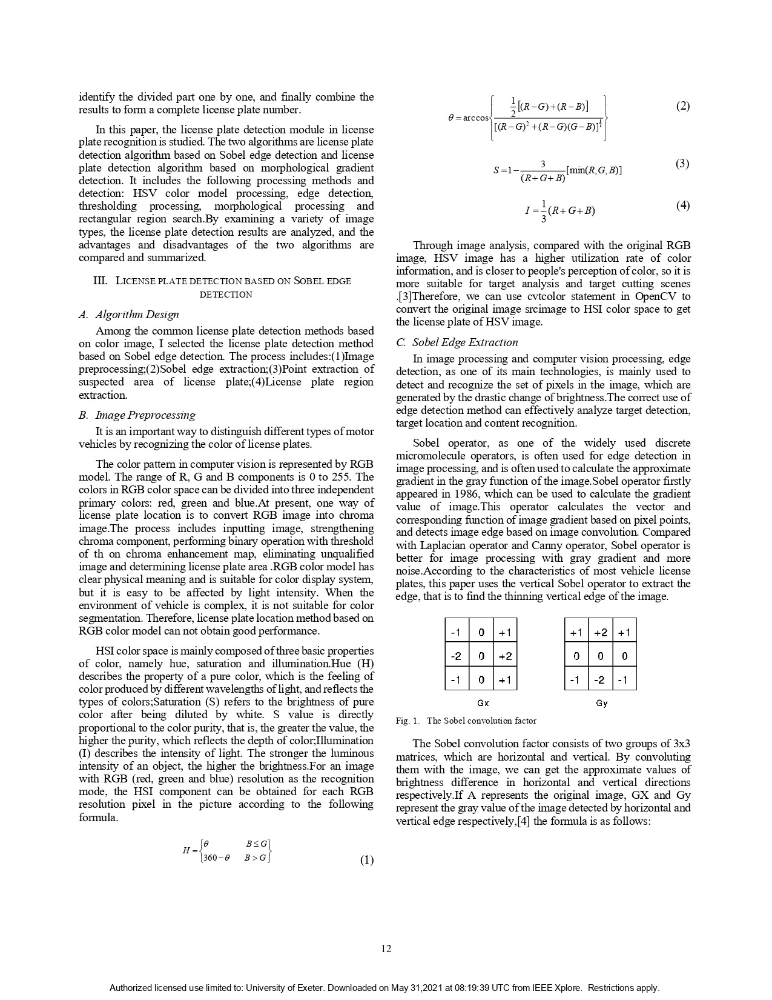 identify the divided part one by one, and finally combine the
results to form a complete license plate number.
In this paper, the license plate detection module in license
plate recognition is studied. The two algorithms are license plate
detection algorithm based on Sobel edge detection and license
plate detection algorithm based on morphological gradient
detection. It includes the following processing methods and
detection: HSV color model processing, edge detection,
thresholding processing, morphological processing and
rectangular region search.By examining a variety of image
types, the license plate detection results are analyzed, and the
advantages and disadvantages of the two algorithms are
compared and summarized.
III. LICENSE PLATE DETECTION BASED ON SOBEL EDGE
DETECTION
A. Algorithm Design
Among the common license plate detection methods based
on color image, I selected the license plate detection method
based on Sobel edge detection. The process includes:(1)Image
preprocessing;(2)Sobel edge extraction;(3)Point extraction of
suspected area of license plate;(4)License plate region
extraction.
B. Image Preprocessing
It is an important way to distinguish different types of motor
vehicles by recognizing the color of license plates.
The color pattern in computer vision is represented by RGB
model. The range of R, G and B components is 0 to 255. The
colors in RGB color space can be divided into three independent
primary colors: red, green and blue.At present, one way of
license plate location is to convert RGB image into chroma
image.The process includes inputting image, strengthening
chroma component, performing binary operation with threshold
of th on chroma enhancement map, eliminating unqualified
image and determining license plate area .RGB color model has
clear physical meaning and is suitable for color display system,
but it is easy to be affected by light intensity. When the
environment of vehicle is complex, it is not suitable for color
segmentation. Therefore, license plate location method based on
RGB color model can not obtain good performance.
HSI color space is mainly composed of three basic properties
of color, namely hue, saturation and illumination.Hue (H)
describes the property of a pure color, which is the feeling of
color produced by different wavelengths of light, and reflects the
types of colors;Saturation (S) refers to the brightness of pure
color after being diluted by white. S value is directly
proportional to the color purity, that is, the greater the value, the
higher the purity, which reflects the depth of color;Illumination
(I) describes the intensity of light. The stronger the luminous
intensity of an object, the higher the brightness.For an image
with RGB (red, green and blue) resolution as the recognition
mode, the HSI component can be obtained for each RGB
resolution pixel in the picture according to the following
formula.
H = {θ B ≤ G
360 − θ B > G} (1)
θ = arccos{ 1/2 [(R − G) + (R − B)] / [(R − G)² + (R − G)(G − B)]^½ } (2)
S = 1 − 3/(R + G + B) [min(R, G, B)] (3)
I = 1/3 (R + G + B) (4)
Through image analysis, compared with the original RGB
image, HSV image has a higher utilization rate of color
information, and is closer to people's perception of color, so it is
more suitable for target analysis and target cutting scenes
.[3]Therefore, we can use cvtcolor statement in OpenCV to
convert the original image srcimage to HSI color space to get
the license plate of HSV image.
C. Sobel Edge Extraction
In image processing and computer vision processing, edge
detection, as one of its main technologies, is mainly used to
detect and recognize the set of pixels in the image, which are
generated by the drastic change of brightness.The correct use of
edge detection method can effectively analyze target detection,
target location and content recognition.
Sobel operator, as one of the widely used discrete
micromolecule operators, is often used for edge detection in
image processing, and is often used to calculate the approximate
gradient in the gray function of the image.Sobel operator firstly
appeared in 1986, which can be used to calculate the gradient
value of image.This operator calculates the vector and
corresponding function of image gradient based on pixel points,
and detects image edge based on image convolution. Compared
with Laplacian operator and Canny operator, Sobel operator is
better for image processing with gray gradient and more
noise.According to the characteristics of most vehicle license
plates, this paper uses the vertical Sobel operator to extract the
edge, that is to find the thinning vertical edge of the image.
-1 0 +1 +1 +2 +1
-2 0 +2 0 0 0
-1 0 +1 -1 -2 -1
Gx Gy
Fig. 1. The Sobel convolution factor
The Sobel convolution factor consists of two groups of 3x3
matrices, which are horizontal and vertical. By convoluting
them with the image, we can get the approximate values of
brightness difference in horizontal and vertical directions
respectively.If A represents the original image, GX and Gy
represent the gray value of the image detected by horizontal and
vertical edge respectively,[4] the formula is as follows:
12
Authorized licensed use limited to: University of Exeter. Downloaded on May 31,2021 at 08:19:39 UTC from IEEE Xplore. Restrictions apply.